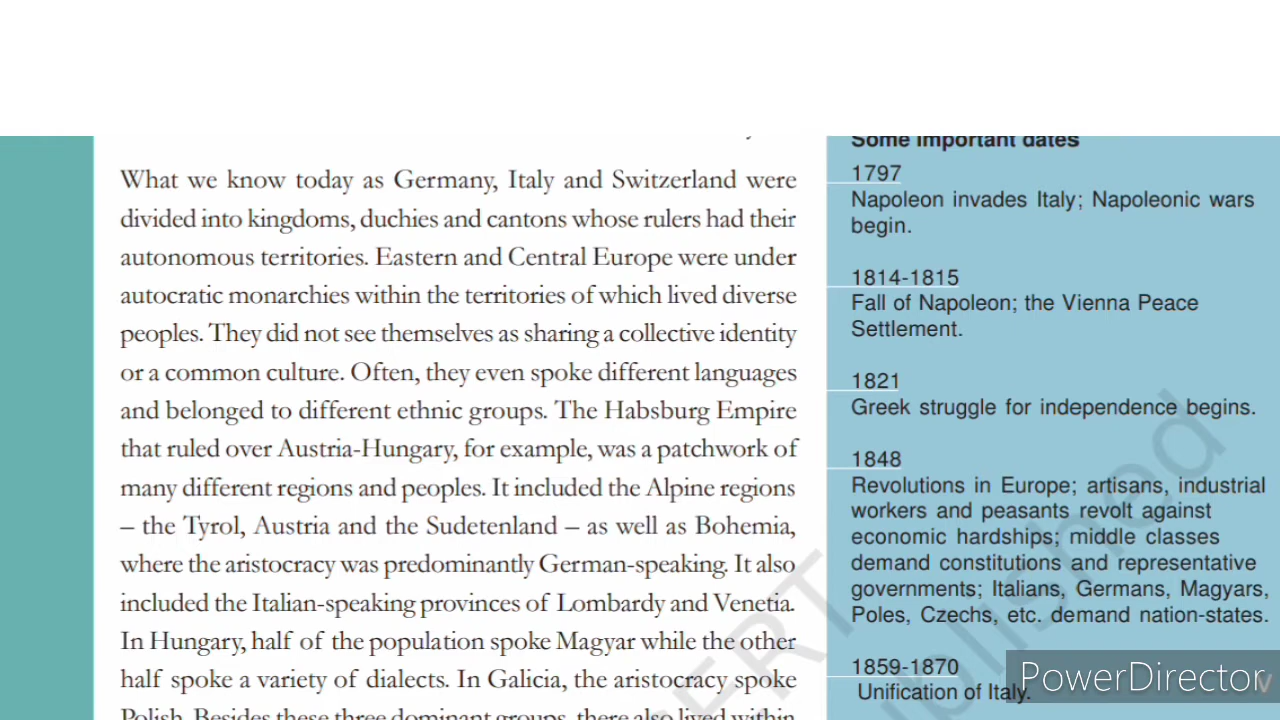 What we know today as Germany, Italy and Switzerland were
divided into kingdoms, duchies and cantons whose rulers had their
autonomous territories. Eastern and Central Europe were under
autocratic monarchies within the territories of which lived diverse
peoples. They did not see themselves as sharing a collective identity
or a common culture. Often, they even spoke different languages
and belonged to different ethnic groups. The Habsburg Empire
that ruled over Austria-Hungary, for example, was a patchwork of
many different regions and peoples. It included the Alpine regions
– the Tyrol, Austria and the Sudetenland – as well as Bohemia,
where the aristocracy was predominantly German-speaking. It also
included the Italian-speaking provinces of Lombardy and Venetia.
In Hungary, half of the population spoke Magyar while the other
half spoke a variety of dialects. In Galicia, the aristocracy spoke
Polish. Besides these three dominant groups, there also lived within
Some important dates
1797
Napoleon invades Italy; Napoleonic wars
begin.
1814-1815
Fall of Napoleon; the Vienna Peace
Settlement.
1821
Greek struggle for independence begins.
1848
Revolutions in Europe; artisans, industrial
workers and peasants revolt against
economic hardships; middle classes
demand constitutions and representative
governments; Italians, Germans, Magyars,
Poles, Czechs, etc. demand nation-states.
1859-1870
Unification of Italy.
PowerDirector